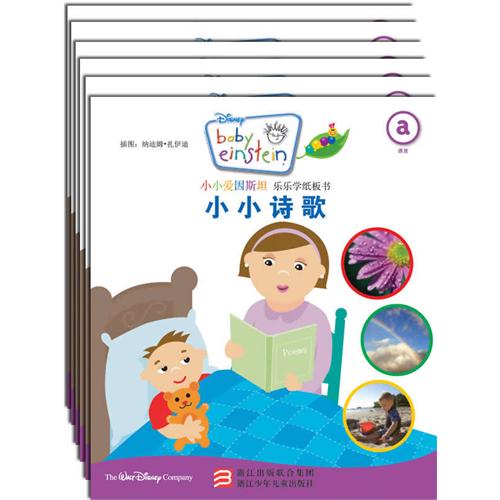 Disney
baby
einstein
插图：纳迪姆·扎伊迪
a
语言
小小爱因斯坦 乐乐学纸板书
小小诗歌
Poems
The WALT DISNEY Company
浙江出版联合集团
浙江少年儿童出版社